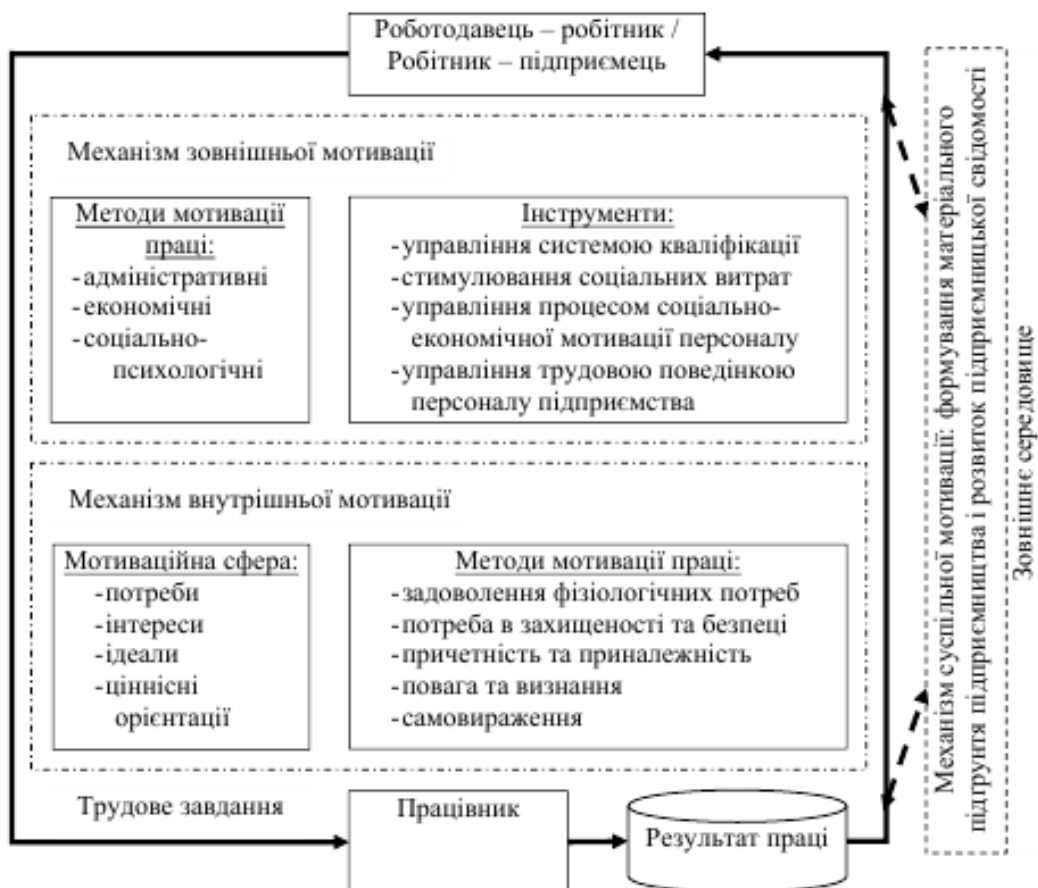 Роботодавець – робітник /
Робітник – підприємець
Механізм зовнішньої мотивації
Методи мотивації
праці:
-адміністративні
-економічні
-соціально-
психологічні
Інструменти:
-управління системою кваліфікації
-стимулювання соціальних витрат
-управління процесом соціально-
економічної мотивації персоналу
-управління трудовою поведінкою
персоналу підприємства
Механізм внутрішньої мотивації
Мотиваційна сфера:
-потреби
-інтереси
-ідеали
-ціннісні
орієнтації
Методи мотивації праці:
-задоволення фізіологічних потреб
-потреба в захищеності та безпеці
-причетність та приналежність
-повага та визнання
-самовираження
Трудове завдання
Працівник
Результат праці
Механізм суспільної мотивації: формування матеріального
підґрунтя підприємництва і розвиток підприємницької свідомості
Зовнішнє середовище